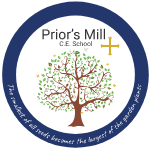 Prior's Mill
C.E. School
The smallest of all seeds becomes the largest of the garden plants